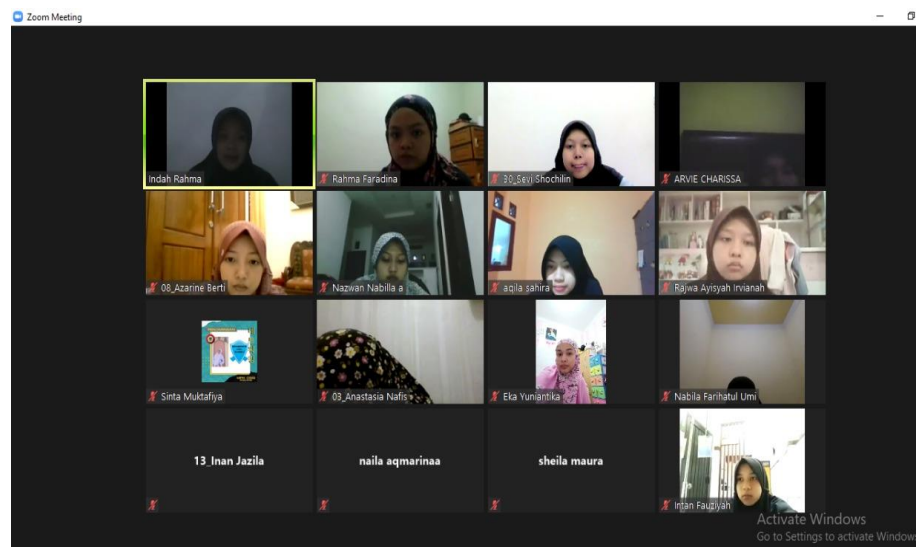 Zoom Meeting
Indah Rahma
Rahma Faradina
30_Sevi Shochilin
ARVIE CHARISSA
08_Azarine Berti
Nazwan Nabilla a
aqila sahira
Rajwa Ayisyah Irvianah
Sinta Muktafiya
03_Anastasia Nafis
Eka Yuniantika
Nabila Farihatul Umi
13_Inan Jazila
naila aqmarinaa
sheila maura
Intan Fauziyah
Activate Windows
Go to Settings to activate Window